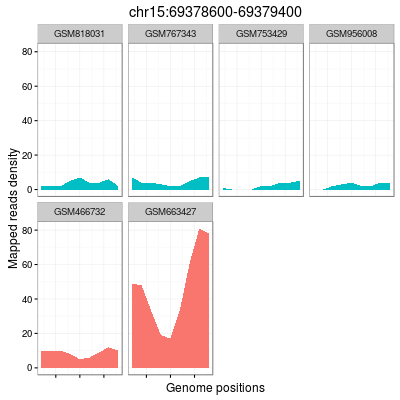 chr15:69378600-69379400
GSM818031 GSM767343 GSM753429 GSM956008
80
60
40
20
0
GSM466732 GSM663427
80
60
40
20
0
Mapped reads density
Genome positions